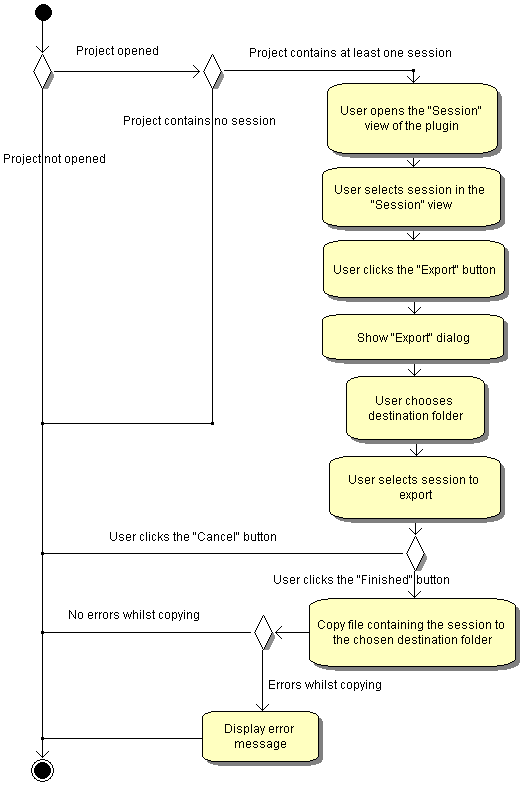 Project opened
Project contains at least one session
User opens the "Session"
view of the plugin
Project contains no session
Project not opened
User selects session in the
"Session" view
User clicks the "Export" button
Show "Export" dialog
User chooses
destination folder
User selects session to
export
User clicks the "Cancel" button
User clicks the "Finished" button
No errors whilst copying
Copy file containing the session to
the chosen destination folder
Errors whilst copying
Display error
message